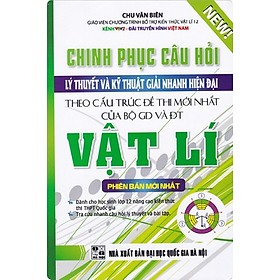 CHU VĂN BIÊN
GIÁO VIÊN CHƯƠNG TRÌNH BỔ TRỢ KIẾN THỨC VẬT LÍ 12
KÊNH VTV2 - ĐÀI TRUYỀN HÌNH VIỆT NAM
NEW!
CHINH PHỤC CÂU HỎI
LÝ THUYẾT VÀ KỸ THUẬT GIẢI NHANH HIỆN ĐẠI
THEO CẤU TRÚC ĐỀ THI MỚI NHẤT
CỦA BỘ GD VÀ ĐT
VẬT LÍ
PHIÊN BẢN MỚI NHẤT
- Dành cho học sinh lớp 12 nâng cao kiến thức
thi THPT Quốc gia
- Tra cứu nhanh câu hỏi lý thuyết và bài tập.
NHÀ XUẤT BẢN ĐẠI HỌC QUỐC GIA HÀ NỘI